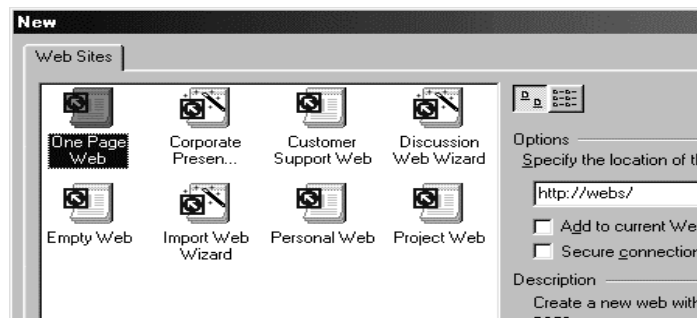 New
Web Sites
One Page
Web
Corporate
Presen...
Customer
Support Web
Discussion
Web Wizard
Empty Web
Import Web
Wizard
Personal Web
Project Web
Options
Specify the location of
http://webs/
Add to current
Secure connection
Description
Create a new web with